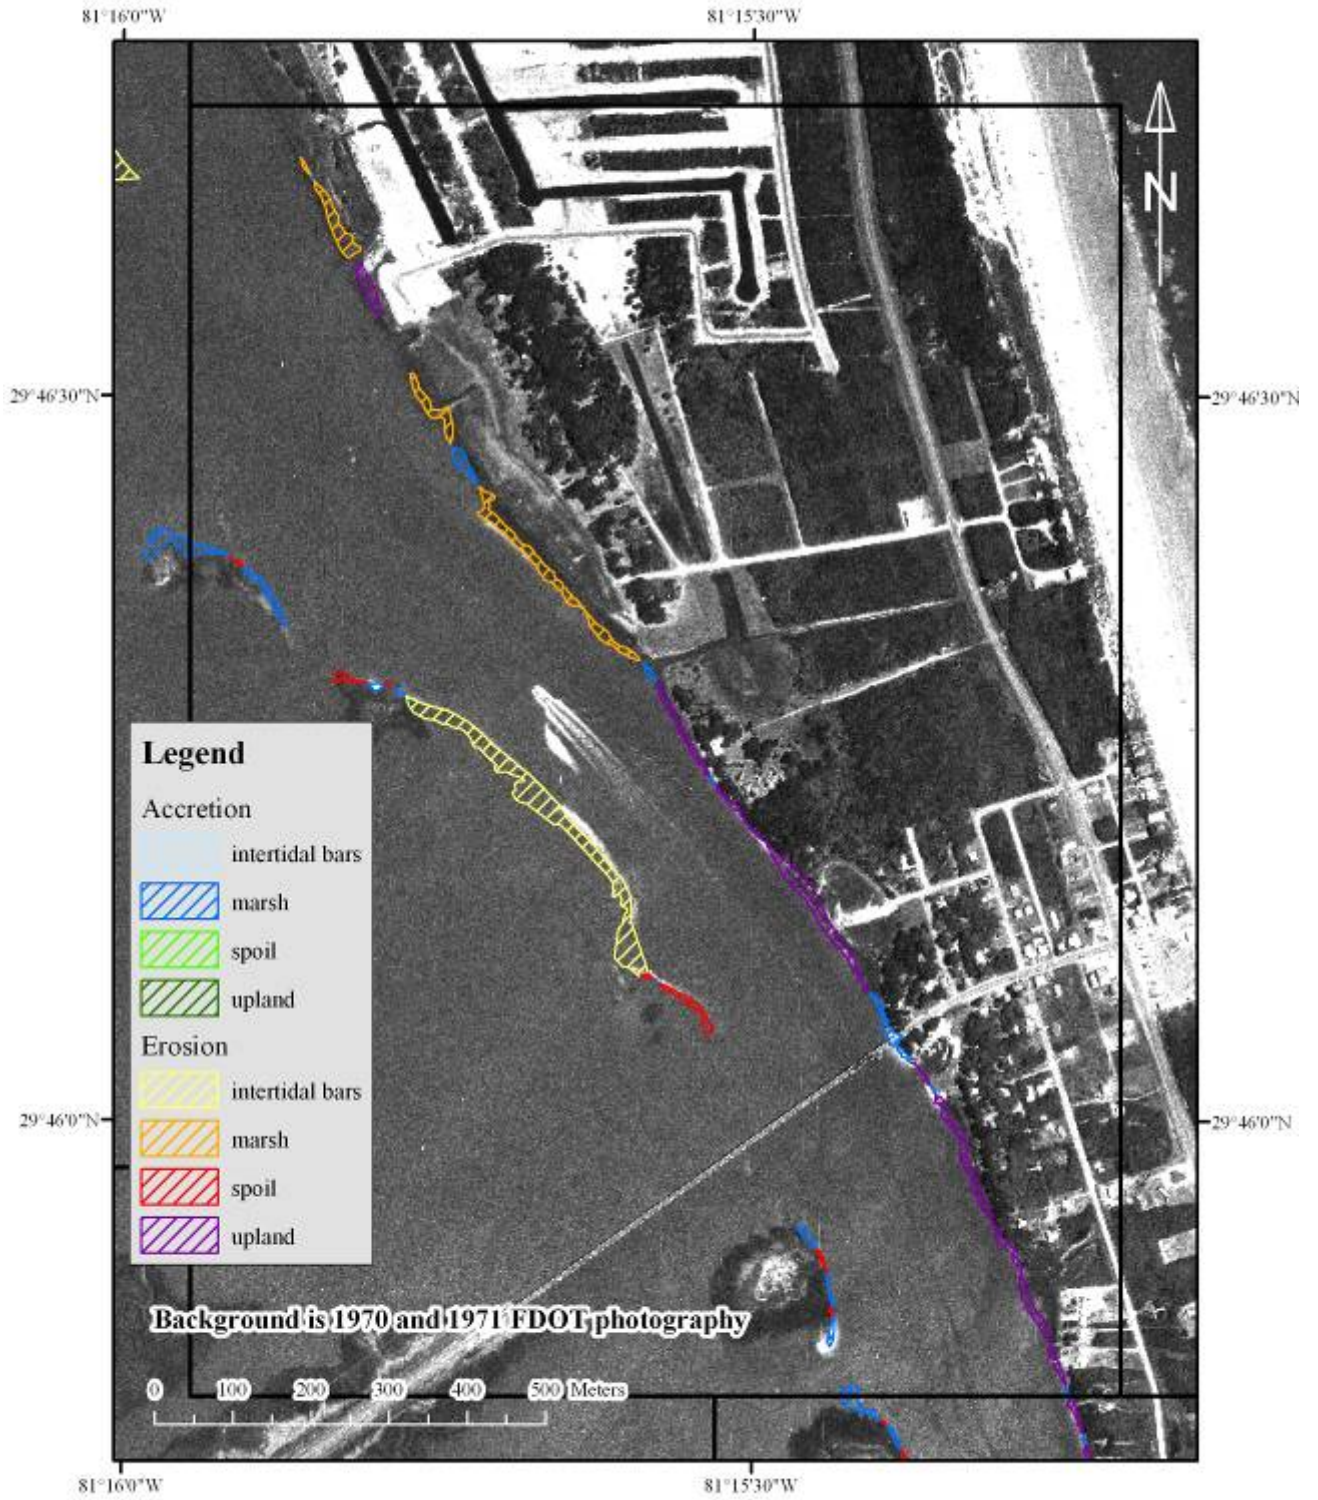 81°16'0"W 81°15'30"W
N
29°46'30"N 29°46'30"N
Legend
Accretion
intertidal bars
marsh
spoil
upland
Erosion
intertidal bars
marsh
spoil
upland
29°46'0"N 29°46'0"N
Background is 1970 and 1971 FDOT photography
0 100 200 300 400 500 Meters
81°16'0"W 81°15'30"W